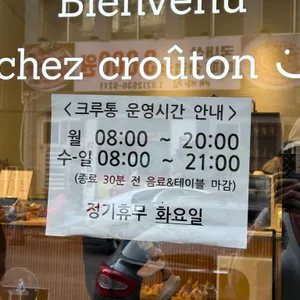 Bienvenu
chez croûton
< 크루통 운영시간 안내 >
월 08:00 ~ 20:00
수-일 08:00 ~ 21:00
(종료 30분 전 음료&테이블 마감)
정기휴무 화요일